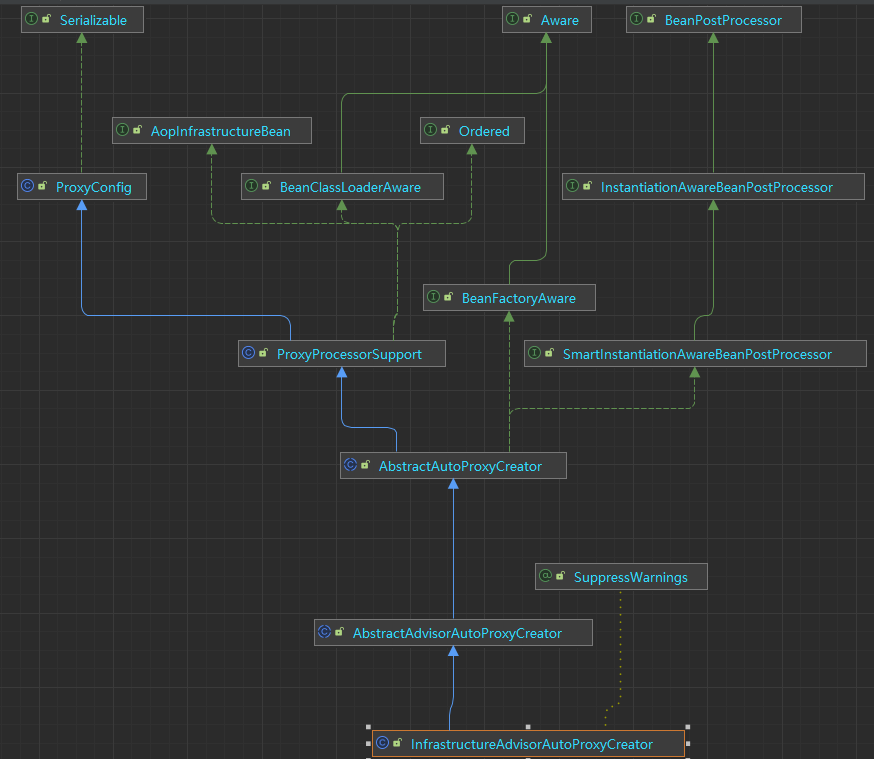 Serializable
Aware
BeanPostProcessor
AopInfrastructureBean
Ordered
ProxyConfig
BeanClassLoaderAware
InstantiationAwareBeanPostProcessor
BeanFactoryAware
ProxyProcessorSupport
SmartInstantiationAwareBeanPostProcessor
AbstractAutoProxyCreator
SuppressWarnings
AbstractAdvisorAutoProxyCreator
InfrastructureAdvisorAutoProxyCreator